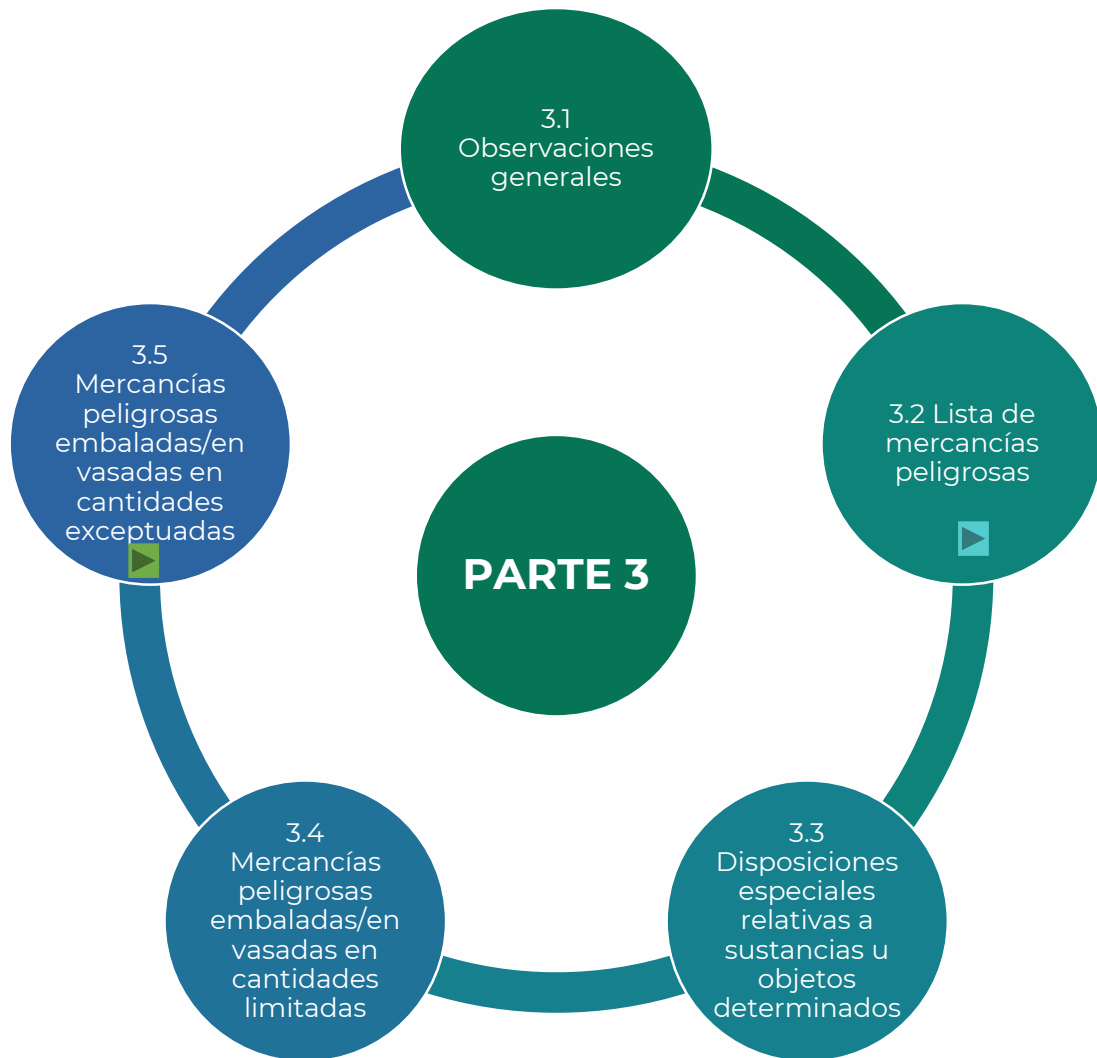 3.1
Observaciones
generales
3.2 Lista de
mercancías
peligrosas
3.3
Disposiciones
especiales
relativas a
sustancias u
objetos
determinados
3.4
Mercancías
peligrosas
embaladas/en
vasadas en
cantidades
limitadas
3.5
Mercancías
peligrosas
embaladas/en
vasadas en
cantidades
exceptuadas
PARTE 3